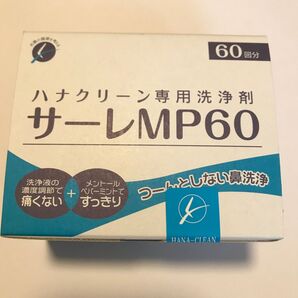 60回分
ハナクリーン専用洗浄剤
サーレMP60
洗浄液の
濃度調節で
痛くない
+
メントール
ペパーミントで
すっきり
つーん。としない鼻洗浄
HANA-CLEAN